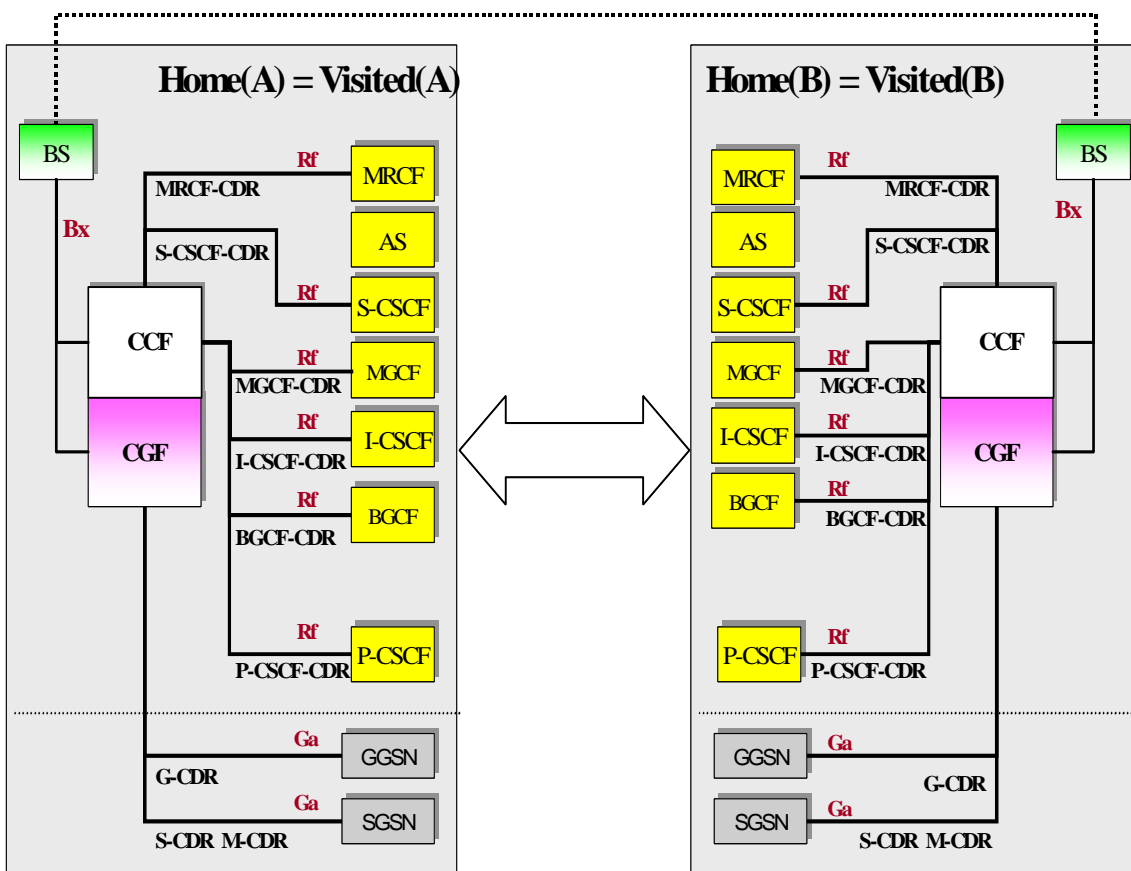 Home(A) = Visited(A)
BS
Bx
Rf
MRCF
MRCF-CDR
AS
S-CSCF-CDR
Rf
S-CSCF
CCF
Rf
MGCF
MGCF-CDR
CGF
Rf
I-CSCF
I-CSCF-CDR
Rf
BGCF
BGCF-CDR
Rf
P-CSCF
P-CSCF-CDR
Ga
GGSN
G-CDR
Ga
SGSN
S-CDR M-CDR
Home(B) = Visited(B)
BS
Bx
MRCF
Rf
MRCF-CDR
AS
S-CSCF-CDR
S-CSCF
Rf
CCF
MGCF
Rf
MGCF-CDR
CGF
I-CSCF
Rf
I-CSCF-CDR
BGCF
Rf
BGCF-CDR
P-CSCF
Rf
P-CSCF-CDR
GGSN
Ga
G-CDR
SGSN
Ga
S-CDR M-CDR